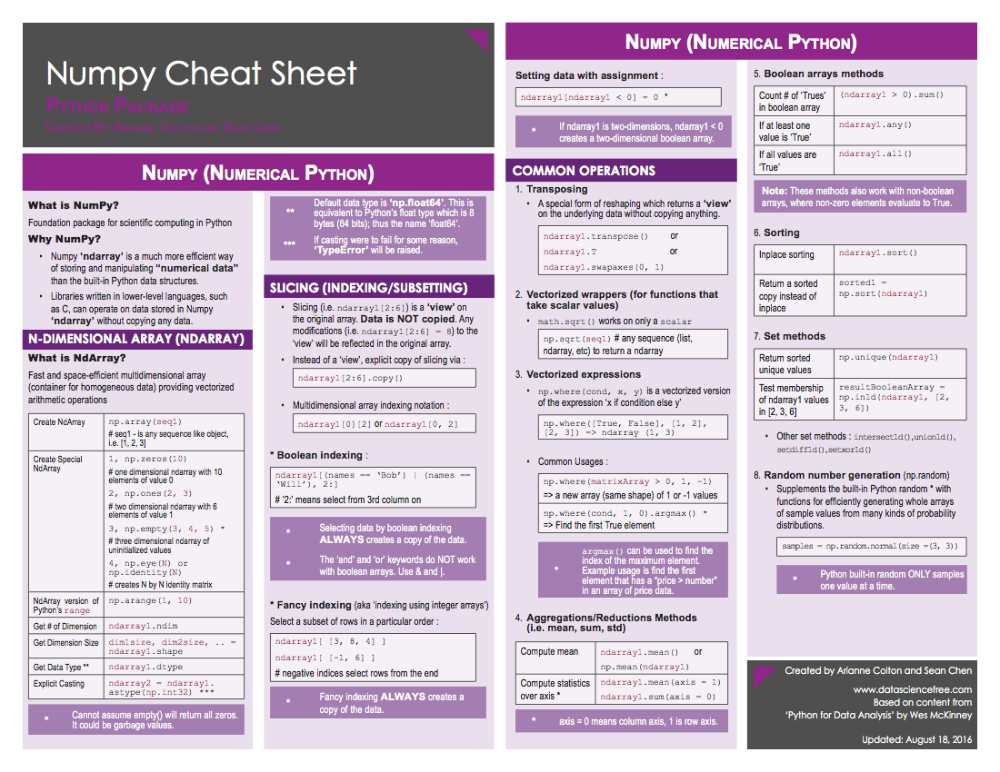 Numpy Cheat Sheet
PYTHON PACKAGE
CREATED BY: ARIANNE COLTON AND SEAN CHEN
NUMPY (NUMERICAL PYTHON)
What is NumPy?
Foundation package for scientific computing in Python
Why NumPy?
• Numpy ‘ndarray’ is a much more efficient way
of storing and manipulating “numerical data”
than the built-in Python data structures.
• Libraries written in lower-level languages, such
as C, can operate on data stored in Numpy
‘ndarray’ without copying any data.
N-DIMENSIONAL ARRAY (NDARRAY)
What is NdArray?
Fast and space-efficient multidimensional array
(container for homogeneous data) providing vectorized
arithmetic operations
Create NdArray
np.array(seq1)
# seq1 - is any sequence like object,
i.e. [1, 2, 3]
Create Special
NdArray
1, np.zeros(10)
# one dimensional ndarray with 10
elements of value 0
2, np.ones(2, 3)
# two dimensional ndarray with 6
elements of value 1
3, np.empty(3, 4, 5) *
# three dimensional ndarray of
uninitialized values
4, np.eye(N) or
np.identity(N)
# creates N by N identity matrix
NdArray version of
Python’s range
np.arange(1, 10)
Get # of Dimension
ndarray1.ndim
Get Dimension Size
dim1size, dim2size, .. =
ndarray1.shape
Get Data Type **
ndarray1.dtype
Explicit Casting
ndarray2 = ndarray1.
astype(np.int32) ***
* Cannot assume empty() will return all zeros.
It could be garbage values.
** Default data type is ‘np.float64’. This is
equivalent to Python’s float type which is 8
bytes (64 bits); thus the name ‘float64’.
*** If casting were to fail for some reason,
‘TypeError’ will be raised.
SLICING (INDEXING/SUBSETTING)
• Slicing (i.e. ndarray1[2:6]) is a ‘view’ on
the original array. Data is NOT copied. Any
modifications (i.e. ndarray1[2:6] = 8) to the
‘view’ will be reflected in the original array.
• Instead of a ‘view’, explicit copy of slicing via :
ndarray1[2:6].copy()
• Multidimensional array indexing notation :
ndarray1[0][2] or ndarray1[0, 2]
* Boolean indexing :
ndarray1[(names == ‘Bob’) | (names ==
‘Will’), 2:]
# ‘2:’ means select from 3rd column on
* Selecting data by boolean indexing
ALWAYS creates a copy of the data.
* The ‘and’ and ‘or’ keywords do NOT work
with boolean arrays. Use & and |.
* Fancy indexing (aka ‘indexing using integer arrays’)
Select a subset of rows in a particular order :
ndarray1[ [3, 8, 4] ]
ndarray1[ [-1, 6] ]
# negative indices select rows from the end
* Fancy indexing ALWAYS creates a
copy of the data.
NUMPY (NUMERICAL PYTHON)
Setting data with assignment :
ndarray1[ndarray1 < 0] = 0 *
* If ndarray1 is two-dimensions, ndarray1 < 0
creates a two-dimensional boolean array.
COMMON OPERATIONS
1. Transposing
• A special form of reshaping which returns a ‘view’
on the underlying data without copying anything.
ndarray1.transpose() or
ndarray1.T or
ndarray1.swapaxes(0, 1)
2. Vectorized wrappers (for functions that
take scalar values)
• math.sqrt() works on only a scalar
np.sqrt(seq1) # any sequence (list,
ndarray, etc) to return a ndarray
3. Vectorized expressions
• np.where(cond, x, y) is a vectorized version
of the expression ‘x if condition else y’
np.where([True, False], [1, 2],
[2, 3]) => ndarray (1, 3)
• Common Usages :
np.where(matrixArray > 0, 1, -1)
=> a new array (same shape) of 1 or -1 values
np.where(cond, 1, 0).argmax() *
=> Find the first True element
* argmax() can be used to find the
index of the maximum element.
Example usage is find the first
element that has a “price > number”
in an array of price data.
4. Aggregations/Reductions Methods
(i.e. mean, sum, std)
Compute mean
ndarray1.mean() or
np.mean(ndarray1)
Compute statistics
over axis *
ndarray1.mean(axis = 1)
ndarray1.sum(axis = 0)
* axis = 0 means column axis, 1 is row axis.
5. Boolean arrays methods
Count # of ‘Trues’
in boolean array
(ndarray1 > 0).sum()
If at least one
value is ‘True’
ndarray1.any()
If all values are
‘True’
ndarray1.all()
Note: These methods also work with non-boolean
arrays, where non-zero elements evaluate to True.
6. Sorting
Inplace sorting
ndarray1.sort()
Return a sorted
copy instead of
inplace
sorted1 =
np.sort(ndarray1)
7. Set methods
Return sorted
unique values
np.unique(ndarray1)
Test membership
of ndarray1 values
in [2, 3, 6]
resultBooleanArray =
np.in1d(ndarray1, [2,
3, 6])
• Other set methods : intersect1d(),union1d(),
setdiff1d(),setxor1d()
8. Random number generation (np.random)
• Supplements the built-in Python random * with
functions for efficiently generating whole arrays
of sample values from many kinds of probability
distributions.
samples = np.random.normal(size =(3, 3))
* Python built-in random ONLY samples
one value at a time.
Created by Arianne Colton and Sean Chen
www.datasciencefree.com
Based on content from
‘Python for Data Analysis’ by Wes McKinney
Updated: August 18, 2016